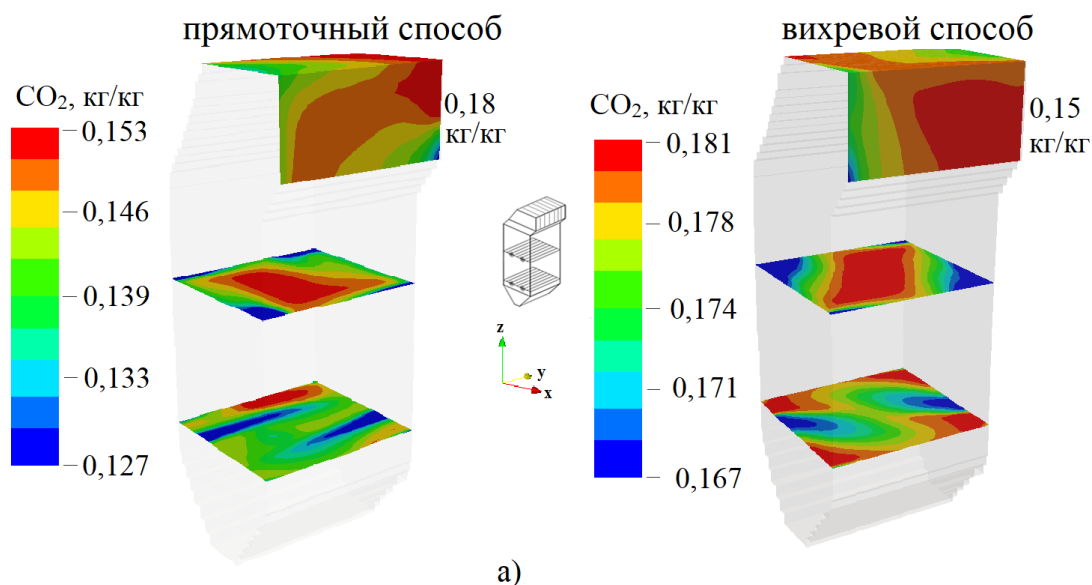 прямоточный способ
вихревой способ
CO₂, кг/кг
0,153
0,146
0,139
0,133
0,127
0,18
кг/кг
CO₂, кг/кг
0,181
0,178
0,174
0,171
0,167
0,15
кг/кг
z
y
x
а)